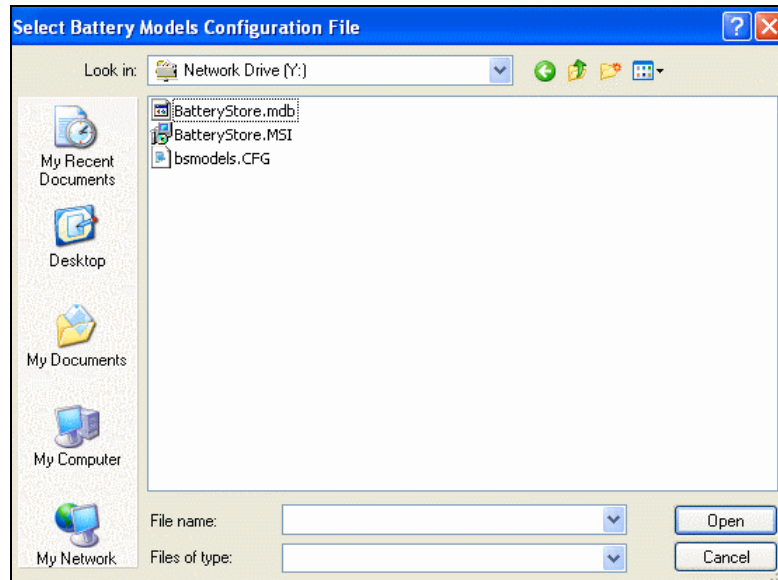 Select Battery Models Configuration File
Look in:
Network Drive (Y:)
BatteryStore.mdb
BatteryStore.MSI
bsmodels.CFG
My Recent
Documents
Desktop
My Documents
My Computer
My Network
File name:
Open
Files of type:
Cancel